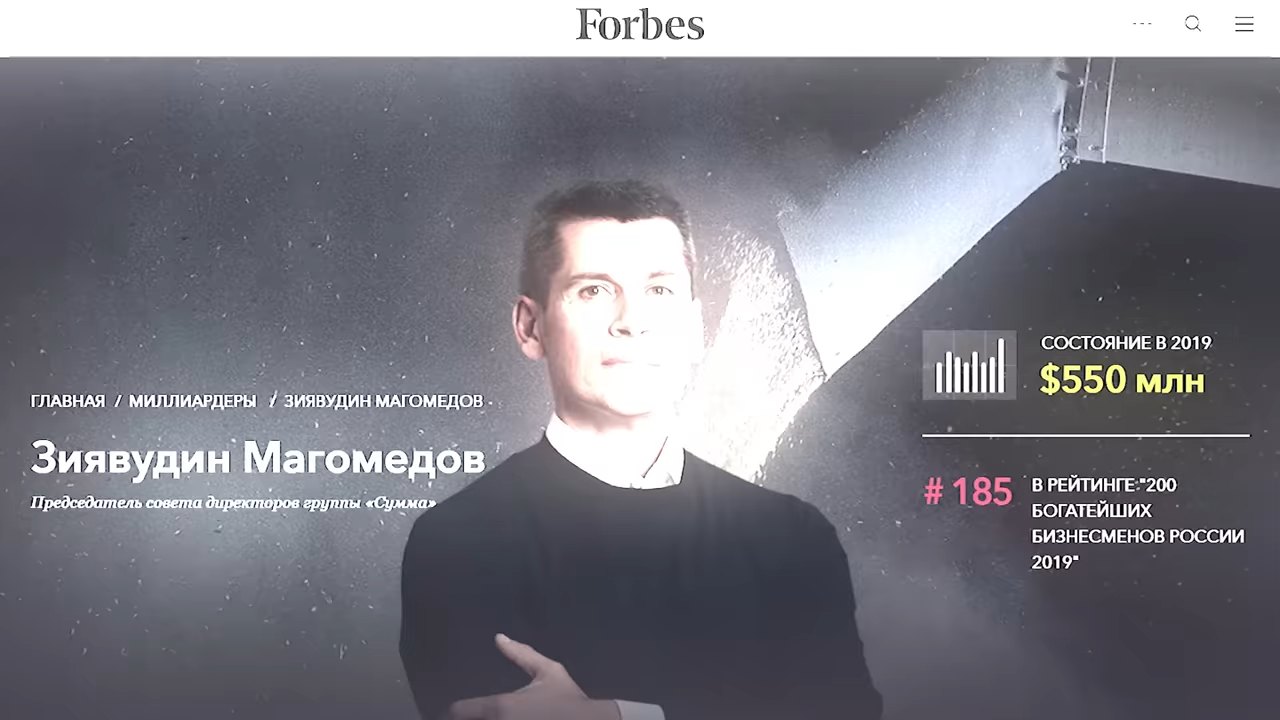 Forbes
СОСТОЯНИЕ В 2019
$550 млн
ГЛАВНАЯ / МИЛЛИАРДЕРЫ / ЗИЯВУДИН МАГОМЕДОВ
Зиявудин Магомедов
Председатель совета директоров группы «Сумма»
# 185
В РЕЙТИНГЕ:"200
БОГАТЕЙШИХ
БИЗНЕСМЕНОВ РОССИИ
2019"